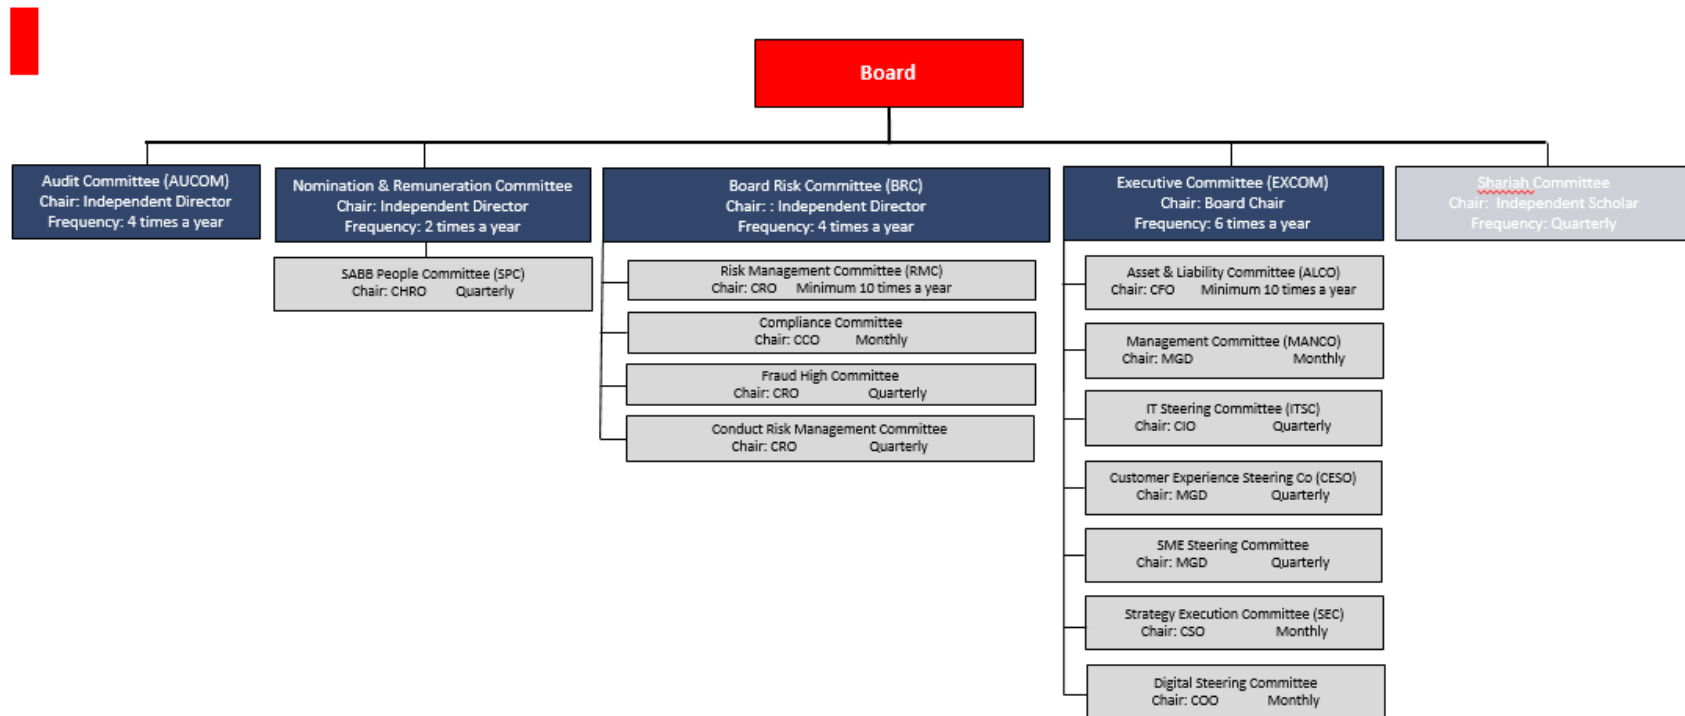 Board
Audit Committee (AUCOM)
Chair: Independent Director
Frequency: 4 times a year
Nomination & Remuneration Committee
Chair: Independent Director
Frequency: 2 times a year
SABB People Committee (SPC)
Chair: CHRO Quarterly
Board Risk Committee (BRC)
Chair: : Independent Director
Frequency: 4 times a year
Risk Management Committee (RMC)
Chair: CRO Minimum 10 times a year
Compliance Committee
Chair: CCO Monthly
Fraud High Committee
Chair: CRO Quarterly
Conduct Risk Management Committee
Chair: CRO Quarterly
Executive Committee (EXCOM)
Chair: Board Chair
Frequency: 6 times a year
Asset & Liability Committee (ALCO)
Chair: CFO Minimum 10 times a year
Management Committee (MANCO)
Chair: MGD Monthly
IT Steering Committee (ITSC)
Chair: CIO Quarterly
Customer Experience Steering Co (CESO)
Chair: MGD Quarterly
SME Steering Committee
Chair: MGD Quarterly
Strategy Execution Committee (SEC)
Chair: CSO Monthly
Digital Steering Committee
Chair: COO Monthly
Shariah Committee
Chair: Independent Scholar
Frequency: Quarterly